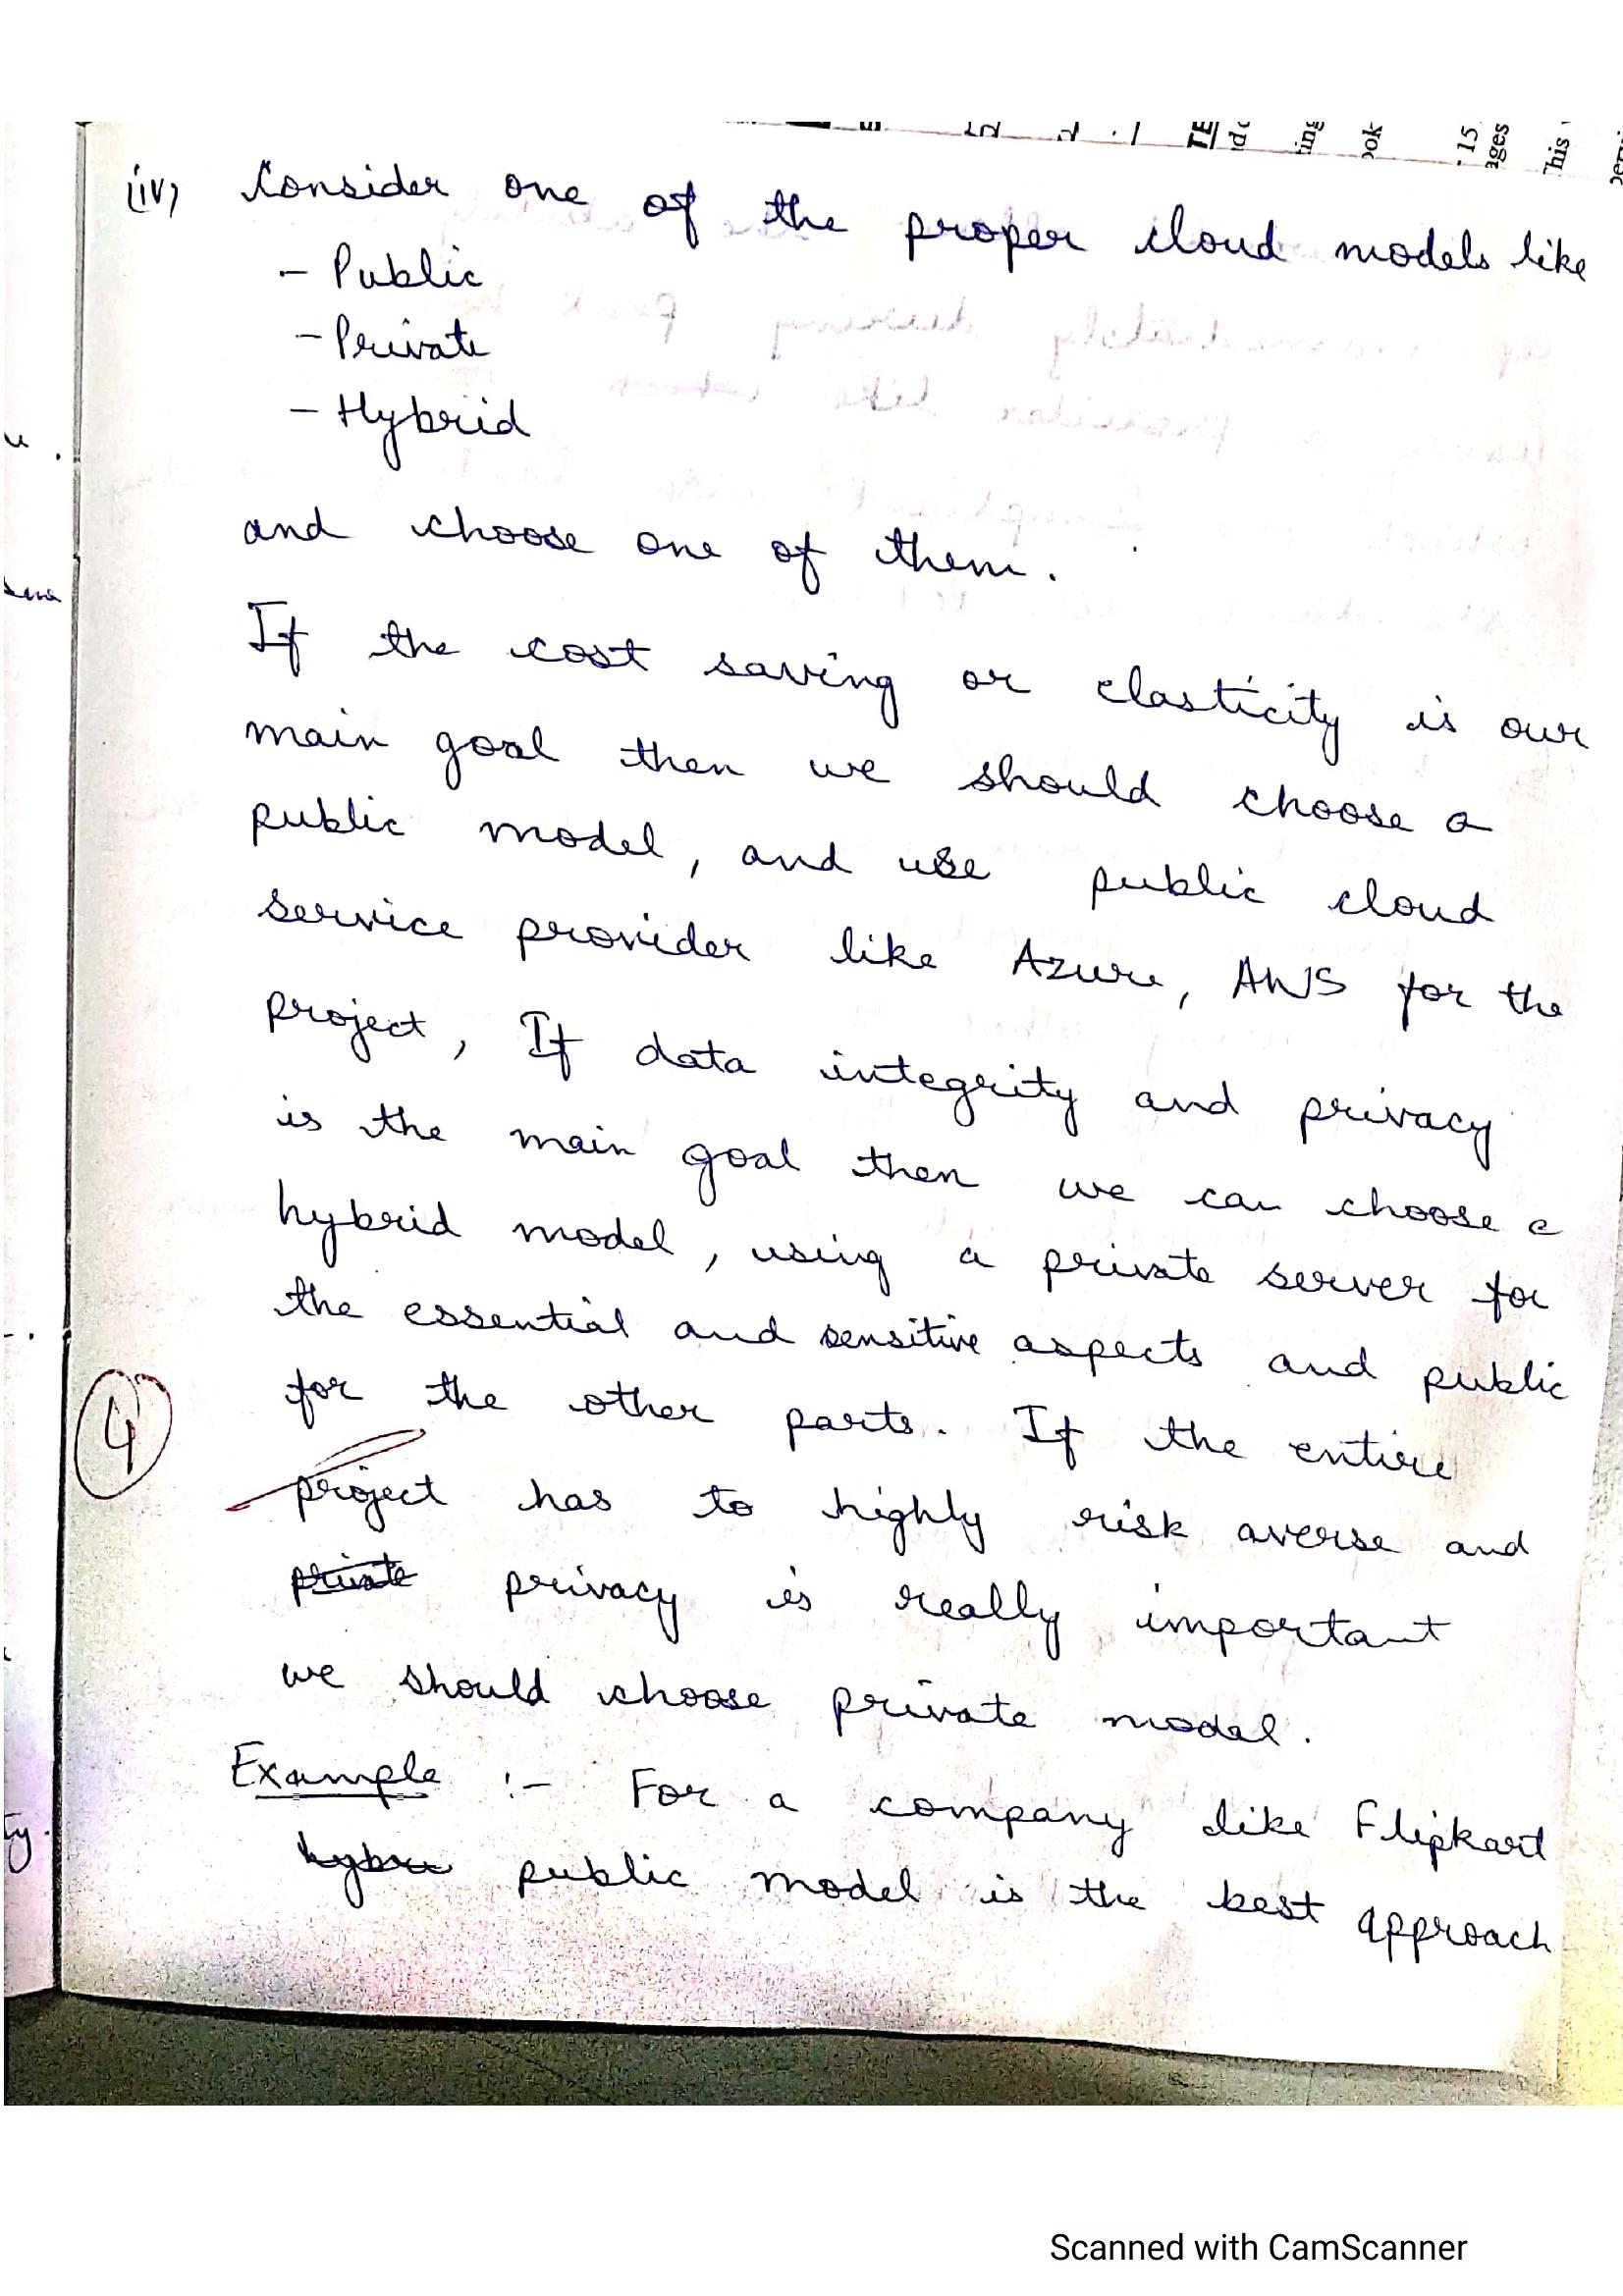 (iv) Consider one of the proper cloud models like
- Public
- Private
- Hybrid
and choose one of them.
If the cost saving or elasticity is our
main goal then we should choose a
public model, and use public cloud
service provider like Azure, AWS for the
project, If data integrity and privacy
is the main goal then we can choose a
hybrid model, using a private server for
the essential and sensitive aspects and public
for the other parts. If the entire
4
project has to highly risk averse and
private privacy is really important
we should choose private model.
Example :- For a company like Flipkart
public model is the best approach
Scanned with CamScanner